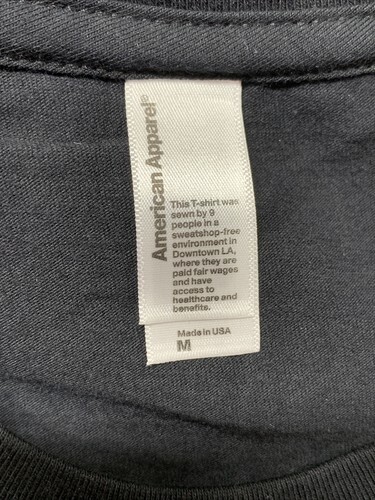 American Apparel®
This T-shirt was
sewn by 9
people in a
sweatshop-free
environment in
Downtown LA,
where they are
paid fair wages
and have
access to
healthcare and
benefits.
Made in USA
M